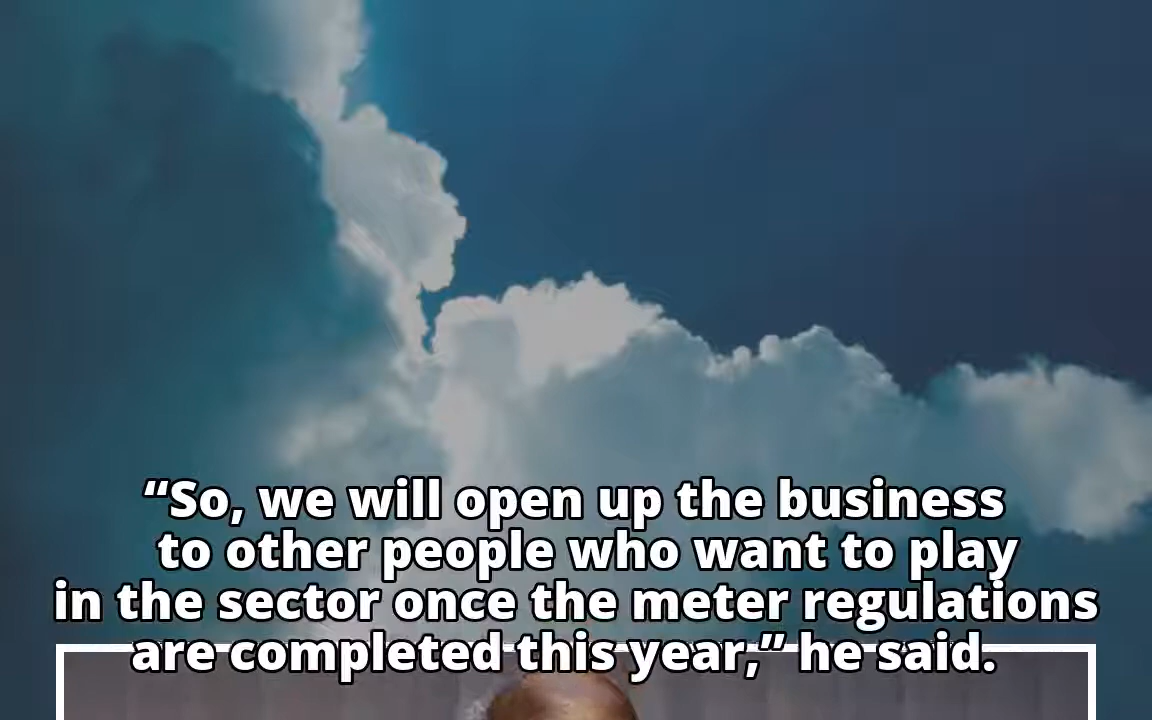 “So, we will open up the business
to other people who want to play
in the sector once the meter regulations
are completed this year,” he said.